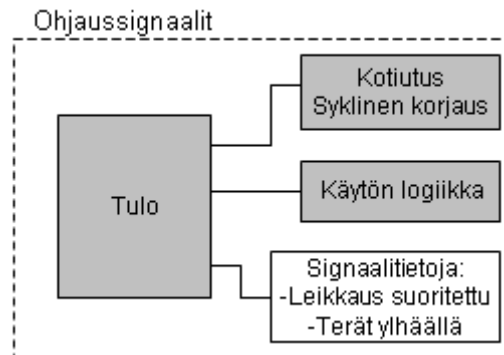 Ohjaussignaalit
Kotiutus
Syklinen korjaus
Tulo
Käytön logiikka
Signaalitietoja:
-Leikkaus suoritettu
-Terät ylhäällä